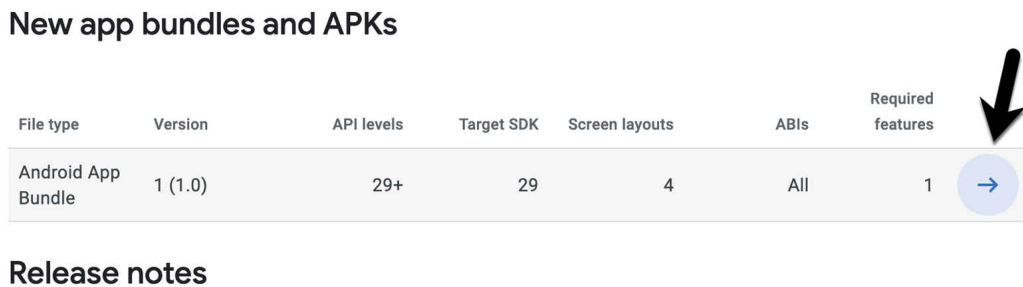 New app bundles and APKs
Required
File type Version API levels Target SDK Screen layouts ABIs features
Android App
Bundle 1 (1.0) 29+ 29 4 All 1
Release notes